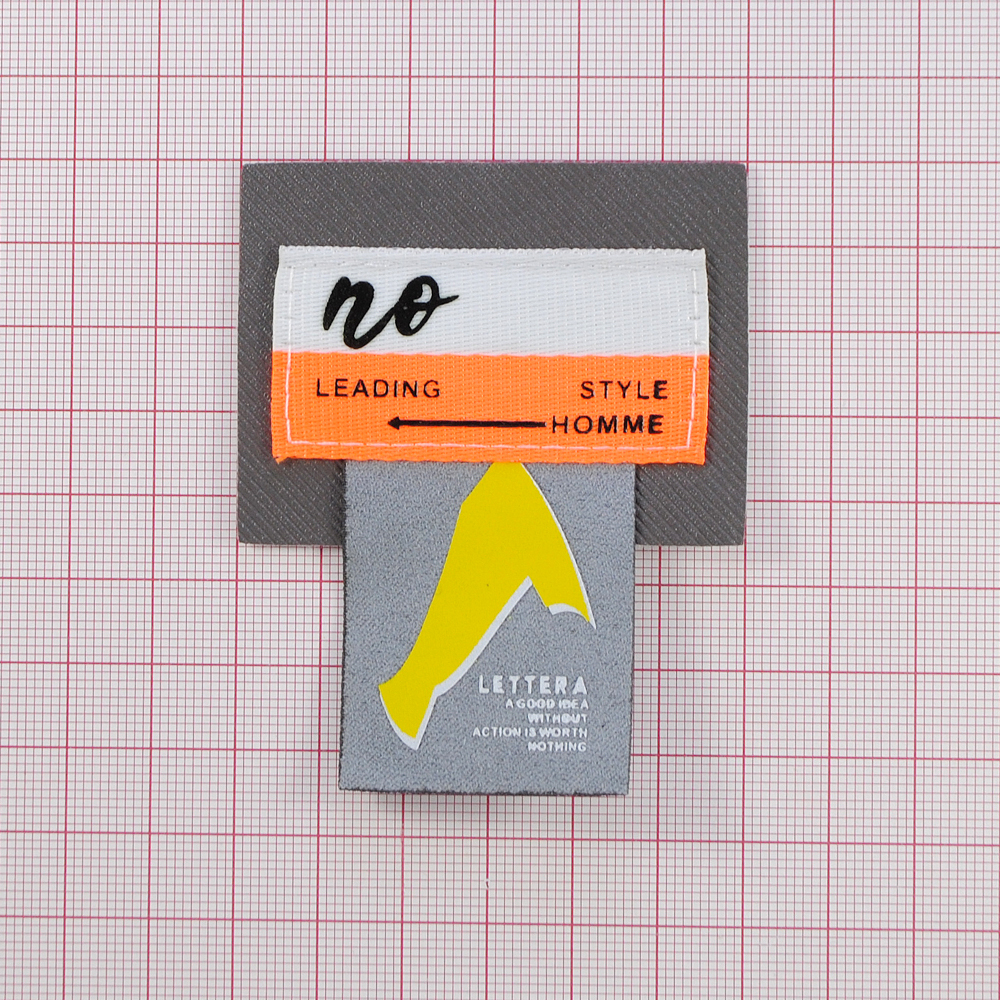 no
LEADING STYLE
HOMME
LETTERA
A GOOD IDEA
WITHOUT
ACTION IS WORTH
NOTHING